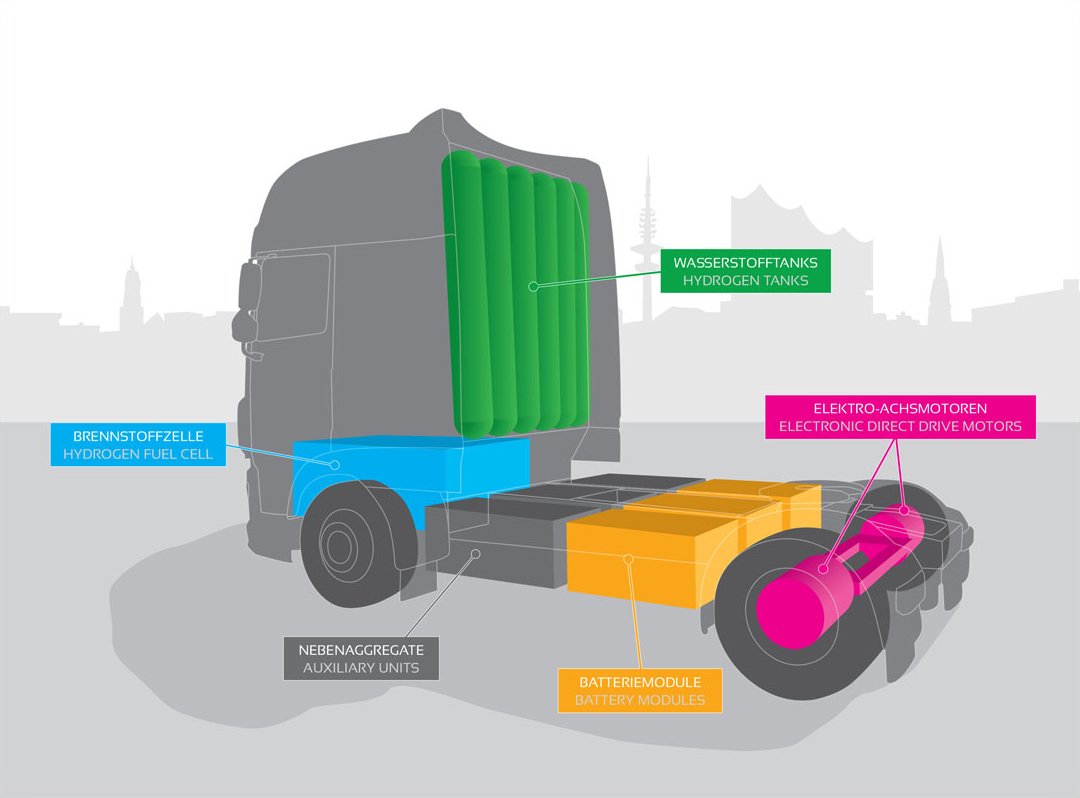 WASSERSTOFFTANKS
HYDROGEN TANKS
ELEKTRO-ACHSMOTOREN
ELECTRONIC DIRECT DRIVE MOTORS
BRENNSTOFFZELLE
HYDROGEN FUEL CELL
NEBENAGGREGATE
AUXILIARY UNITS
BATTERIEMODULE
BATTERY MODULES